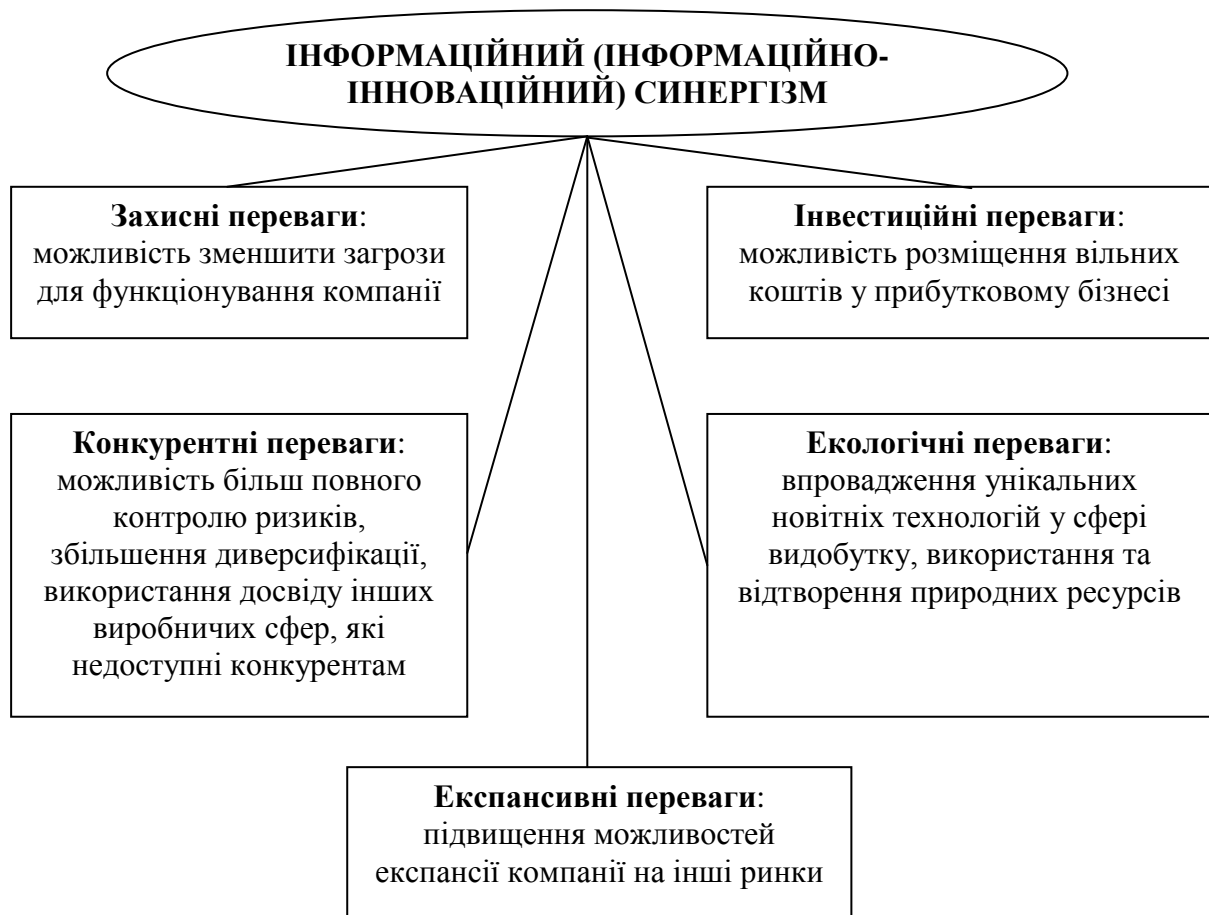 ІНФОРМАЦІЙНИЙ (ІНФОРМАЦІЙНО-
ІННОВАЦІЙНИЙ) СИНЕРГІЗМ
Захисні переваги:
можливість зменшити загрози
для функціонування компанії
Інвестиційні переваги:
можливість розміщення вільних
коштів у прибутковому бізнесі
Конкурентні переваги:
можливість більш повного
контролю ризиків,
збільшення диверсифікації,
використання досвіду інших
виробничих сфер, які
недоступні конкурентам
Екологічні переваги:
впровадження унікальних
новітніх технологій у сфері
видобутку, використання та
відтворення природних ресурсів
Експансивні переваги:
підвищення можливостей
експансії компанії на інші ринки